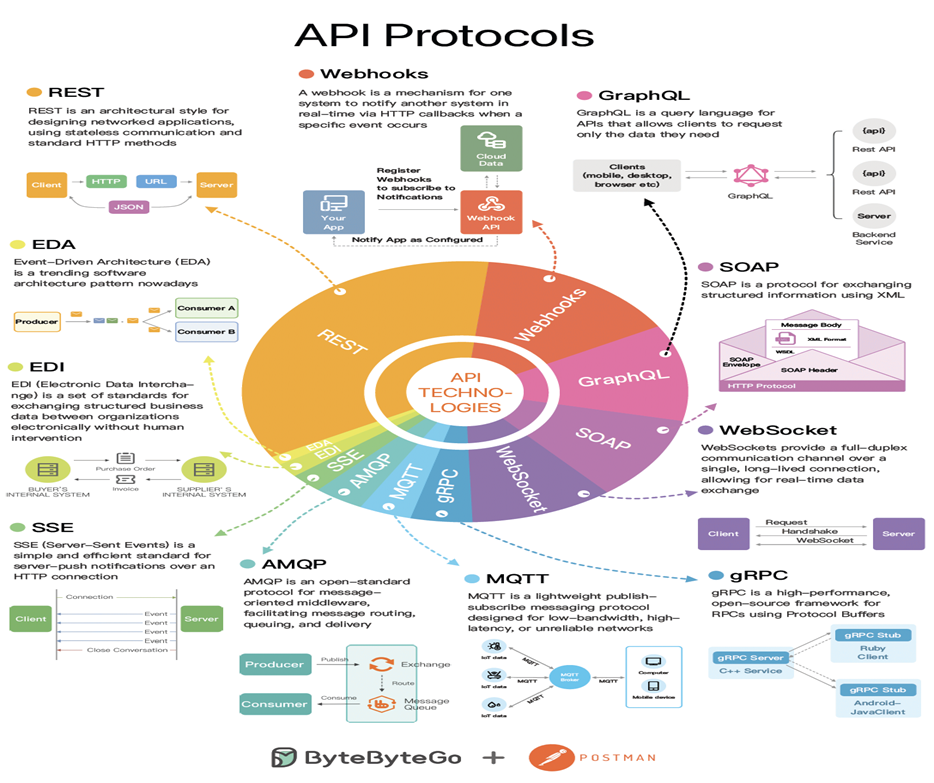 API Protocols
REST
REST is an architectural style for
designing networked applications,
using stateless communication and
standard HTTP methods
Client
HTTP
URL
Server
JSON
Webhooks
A webhook is a mechanism for one
system to notify another system in
real-time via HTTP callbacks when a
specific event occurs
Cloud
Data
Register
Webhooks
to subscribe to
Notifications
Your
App
Webhook
API
Notify App as Configured
GraphQL
GraphQL is a query language for
APIs that allows clients to request
only the data they need
Clients
(mobile, desktop,
browser etc)
GraphQL
{api}
Rest API
{api}
Rest API
Server
Backend
Service
EDA
Event-Driven Architecture (EDA)
is a trending software
architecture pattern nowadays
Producer
Consumer A
Consumer B
SOAP
SOAP is a protocol for exchanging
structured information using XML
Message Body
XML Format
WSDL
SOAP
Envelope
SOAP Header
HTTP Protocol
EDI
EDI (Electronic Data Intercha-
nge) is a set of standards for
exchanging structured business
data between organizations
electronically without human
intervention
Purchase Order
Invoice
BUYER'S
INTERNAL SYSTEM
SUPPLIER'S
INTERNAL SYSTEM
REST
Webhooks
GraphQL
SOAP
WebSocket
gRPC
MQTT
AMQP
SSE
EDI
EDA
API
TECHNO-
LOGIES
WebSocket
WebSockets provide a full-duplex
communication channel over a
single, long-lived connection,
allowing for real-time data
exchange
Client
Request
Handshake
WebSocket
Server
SSE
SSE (Server-Sent Events) is a
simple and efficient standard for
server-push notifications over an
HTTP connection
Client
Connection
Event
Event
Event
Event
Close Conversation
Server
AMQP
AMQP is an open-standard
protocol for message-
oriented middleware,
facilitating message routing,
queuing, and delivery
Producer
Publish
Exchange
Route
Consumer
Consume
Message
Queue
MQTT
MQTT is a lightweight publish-
subscribe messaging protocol
designed for low-bandwidth, high-
latency, or unreliable networks
IoT data
IoT data
IoT data
MQTT
MQTT
MQTT
MQTT
Broker
MQTT
Computer
Mobile device
gRPC
gRPC is a high-performance,
open-source framework for
RPCs using Protocol Buffers
gRPC Server
C++ Service
gRPC Stub
Ruby
Client
gRPC Stub
Android-
JavaClient
ByteByteGo + POSTMAN